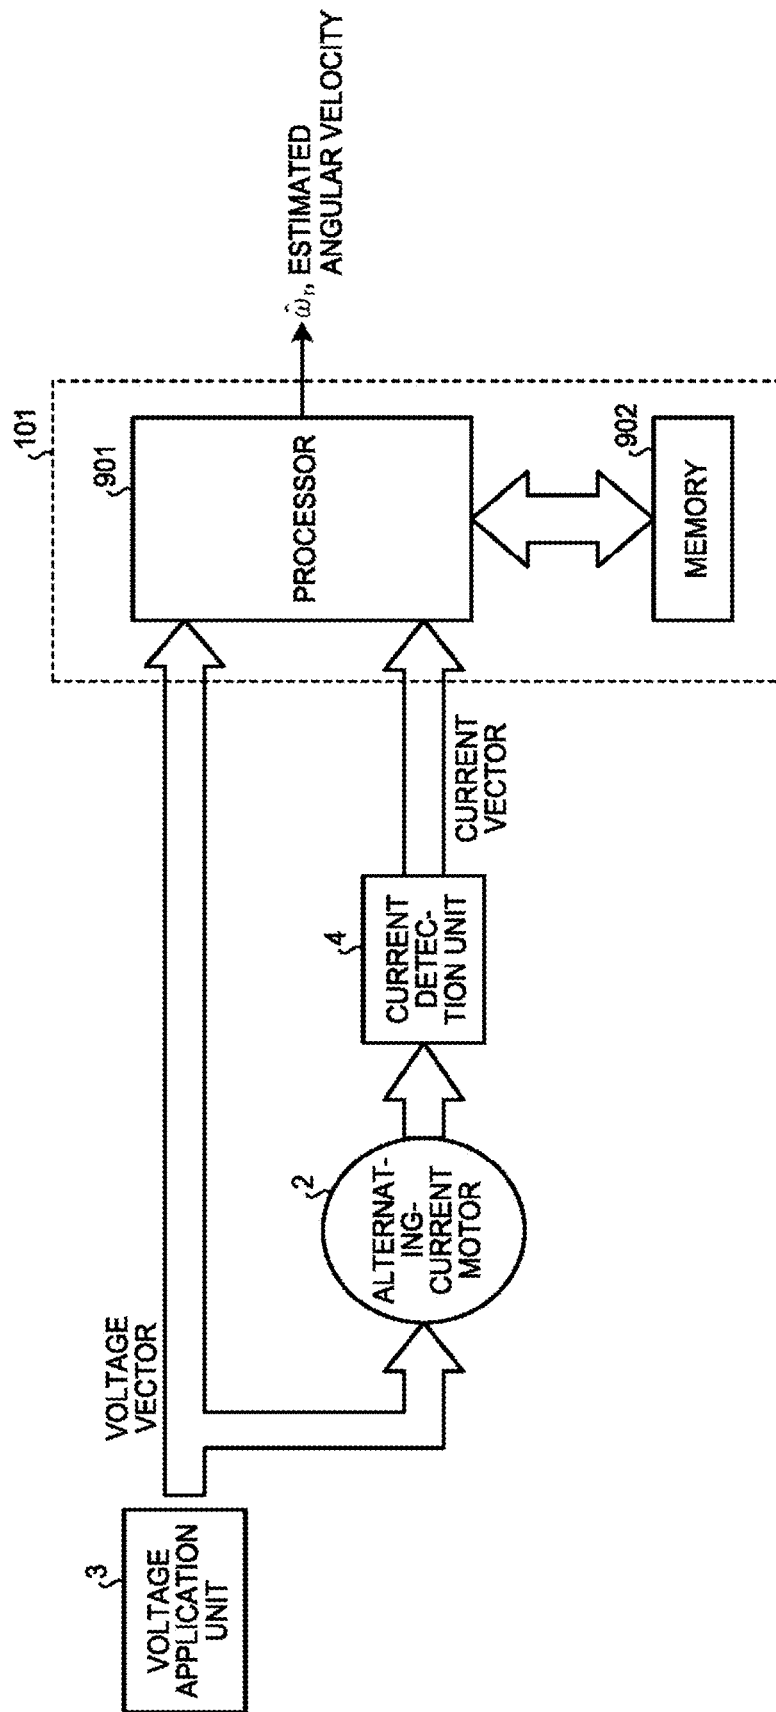 3
VOLTAGE
APPLICATION
UNIT
VOLTAGE
VECTOR
2
ALTERNAT-
ING-
CURRENT
MOTOR
4
CURRENT
DETEC-
TION UNIT
CURRENT
VECTOR
101
901
PROCESSOR
902
MEMORY
ω̂r, ESTIMATED
ANGULAR VELOCITY